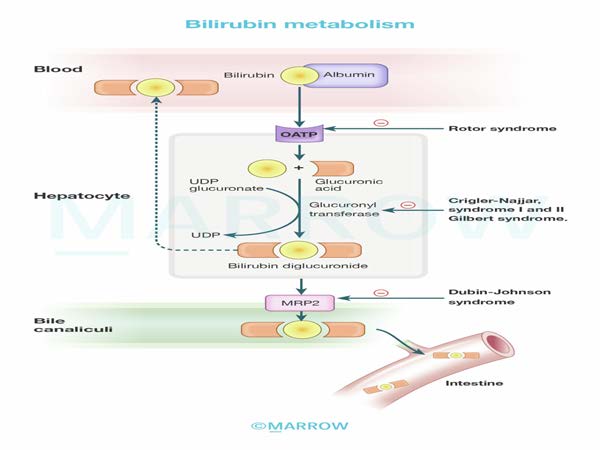 Bilirubin metabolism
Blood
Bilirubin
Albumin
OATP
Rotor syndrome
+
UDP
glucuronate
Glucuronic
acid
Hepatocyte
Glucuronyl
transferase
Crigler-Najjar,
syndrome I and II
Gilbert syndrome.
MARROW
UDP
Bilirubin diglucuronide
MRP2
Dubin-Johnson
syndrome
Bile
canaliculi
Intestine
©MARROW